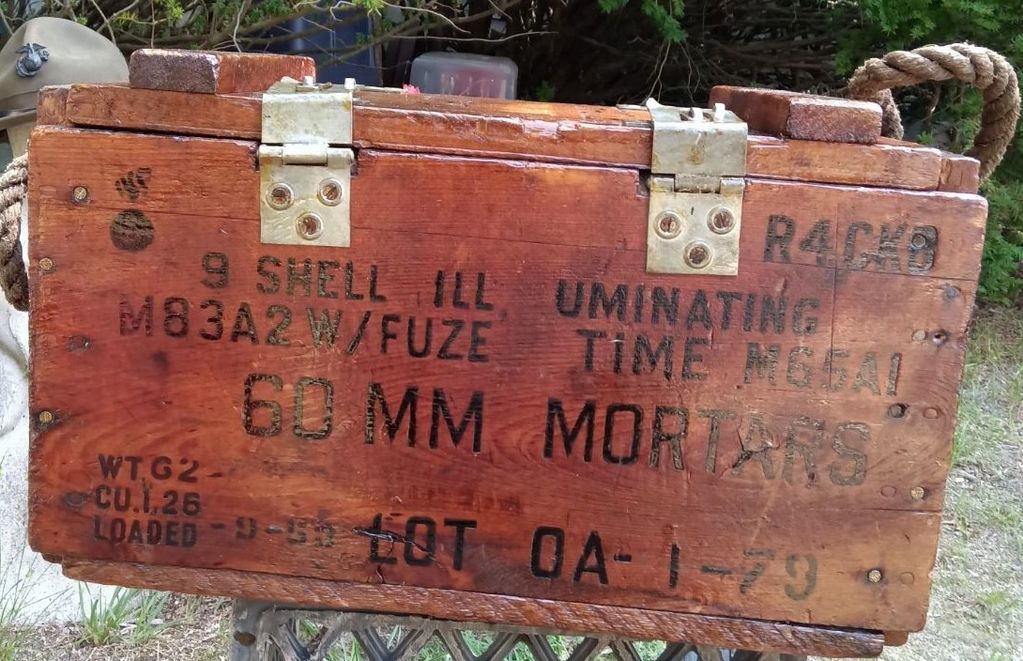 R4CKB
9 SHELL ILL UMINATING
M83A2 W/FUZE TIME M65A1
60 MM MORTARS
WT.62
CU.1.26
LOADED
LOT OA-1-79